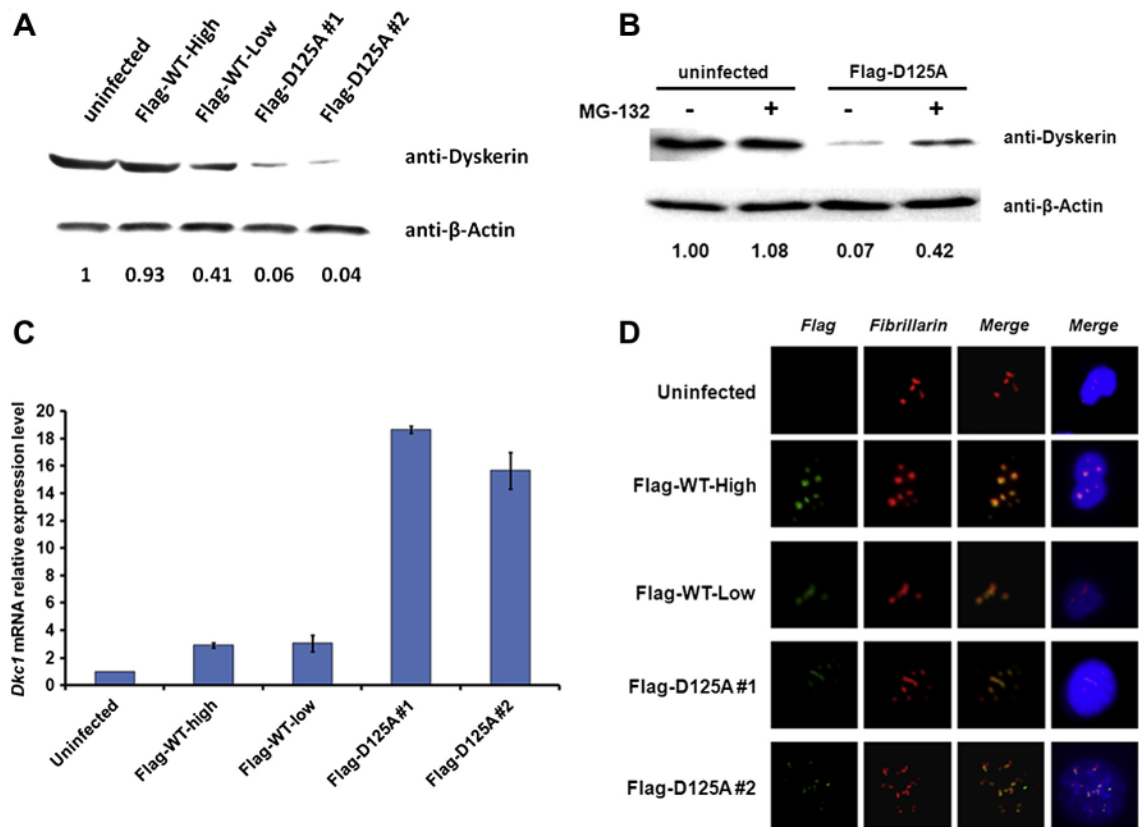 A
uninfected
Flag-WT-High
Flag-WT-Low
Flag-D125A #1
Flag-D125A #2
anti-Dyskerin
anti-β-Actin
1 0.93 0.41 0.06 0.04
B
uninfected Flag-D125A
MG-132 - + - +
anti-Dyskerin
anti-β-Actin
1.00 1.08 0.07 0.42
C
Dkc1 mRNA relative expression level
20
18
16
14
12
10
8
6
4
2
0
Uninfected
Flag-WT-high
Flag-WT-low
Flag-D125A #1
Flag-D125A #2
D
Flag Fibrillarin Merge Merge
Uninfected
Flag-WT-High
Flag-WT-Low
Flag-D125A #1
Flag-D125A #2